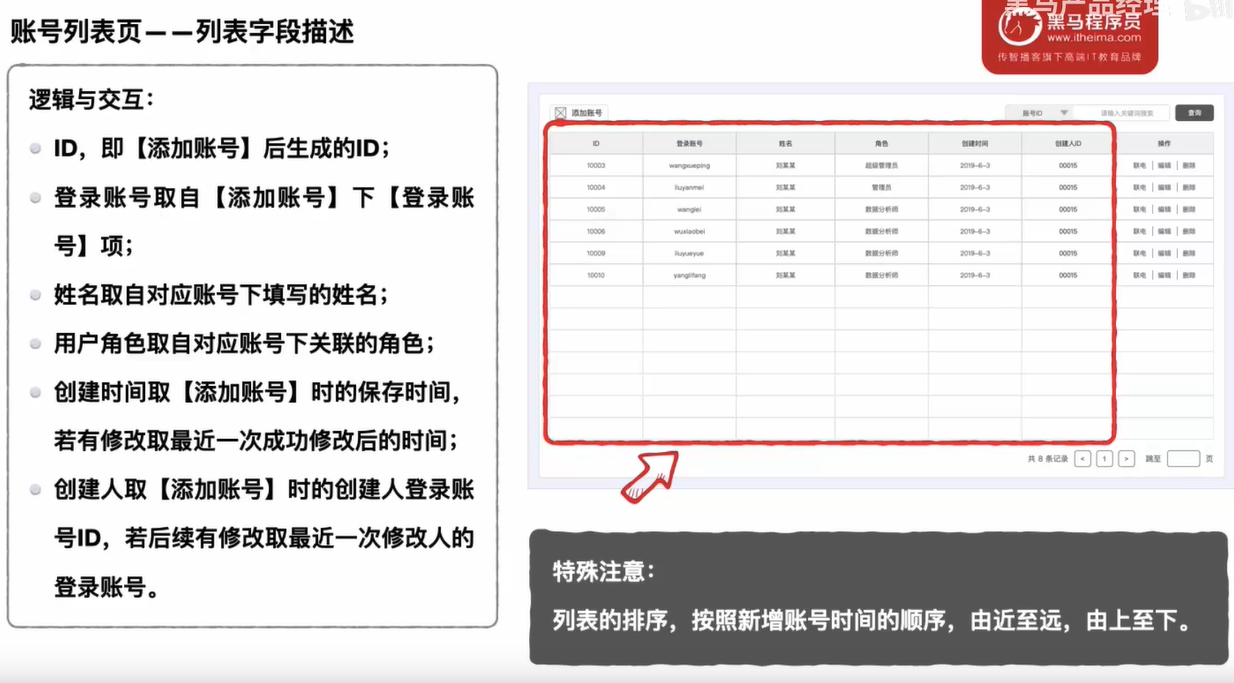 账号列表页——列表字段描述
黑马产品经理
黑马程序员
www.itheima.com
传智播客旗下高端IT教育品牌
逻辑与交互：
ID，即【添加账号】后生成的ID；
登录账号取自【添加账号】下【登录账
号】项；
姓名取自对应账号下填写的姓名；
用户角色取自对应账号下关联的角色；
创建时间取【添加账号】时的保存时间，
若有修改取最近一次成功修改后的时间；
创建人取【添加账号】时的创建人登录账
号ID，若后续有修改取最近一次修改人的
登录账号。
添加账号 账号ID 请输入关键词搜索 查询
ID 登录账号 姓名 角色 创建时间 创建人ID 操作
10003 wangxueping 刘某某 超级管理员 2019-6-3 00015 联电 | 编辑 | 删除
10004 liuyanmei 刘某某 管理员 2019-6-3 00015 联电 | 编辑 | 删除
10005 wanglei 刘某某 数据分析师 2019-6-3 00015 联电 | 编辑 | 删除
10006 wuxiaobei 刘某某 数据分析师 2019-6-3 00015 联电 | 编辑 | 删除
10009 liuyueyue 刘某某 数据分析师 2019-6-3 00015 联电 | 编辑 | 删除
10010 yanglifang 刘某某 数据分析师 2019-6-3 00015 联电 | 编辑 | 删除
共 8 条记录 < 1 > 跳至 页
特殊注意：
列表的排序，按照新增账号时间的顺序，由近至远，由上至下。